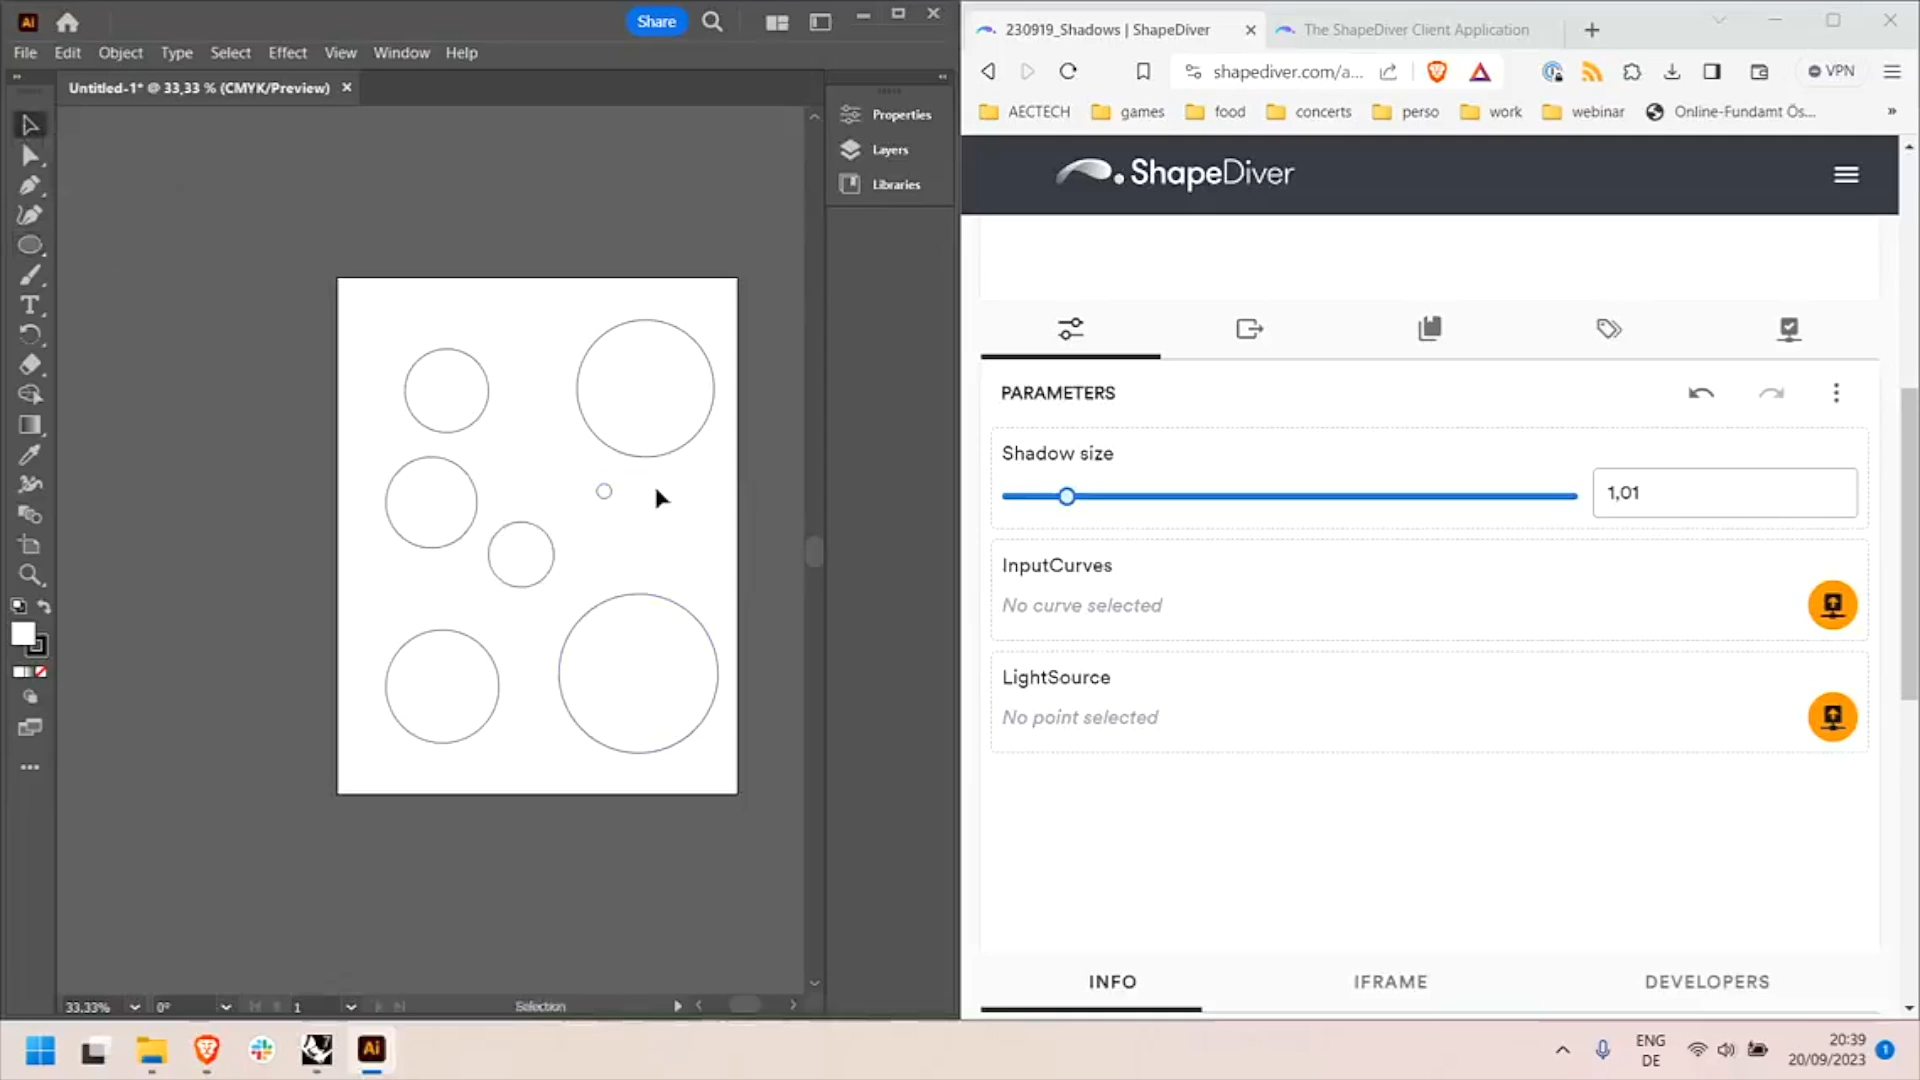 Ai
Share
File Edit Object Type Select Effect View Window Help
Untitled-1* @ 33,33 % (CMYK/Preview)
Properties
Layers
Libraries
T
33.33% 0° 1 Selection
230919_Shadows | ShapeDiver
The ShapeDiver Client Application
shapediver.com/a...
VPN
AECTECH games food concerts perso work webinar Online-Fundamt Ös...
ShapeDiver
PARAMETERS
Shadow size
1,01
InputCurves
No curve selected
LightSource
No point selected
INFO IFRAME DEVELOPERS
Ai
ENG
DE
20:39
20/09/2023
1